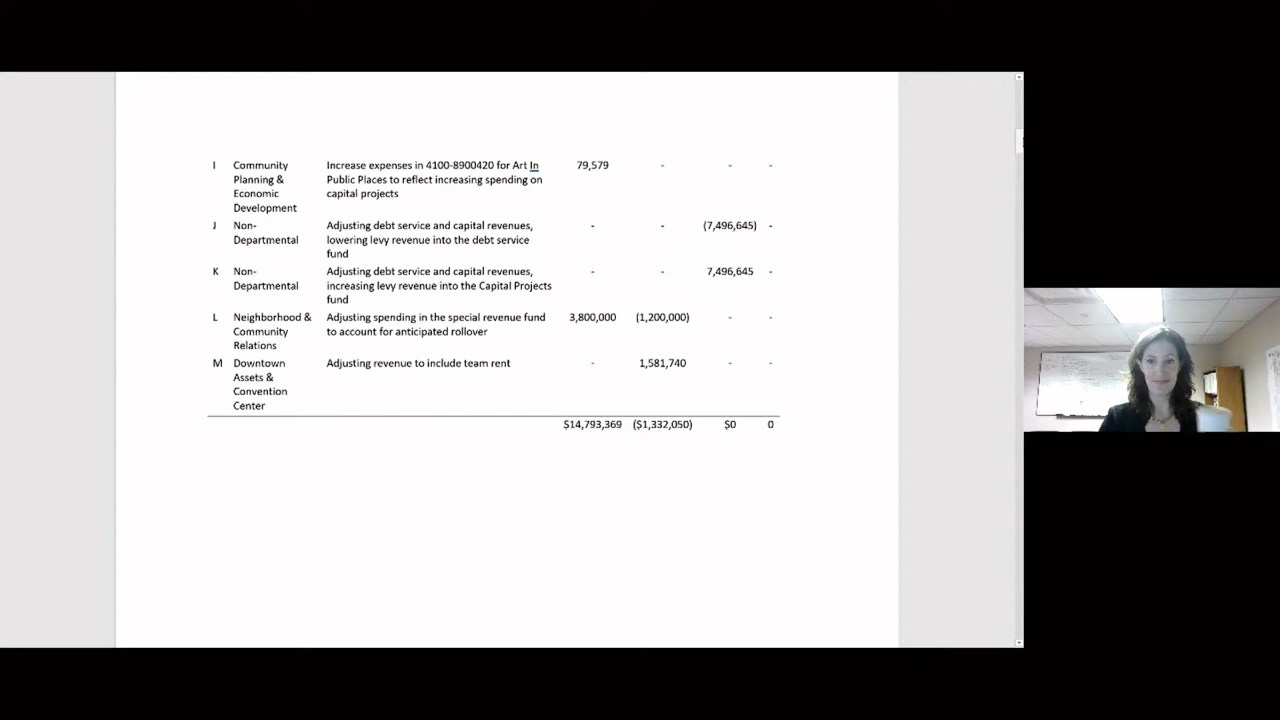 I Community Increase expenses in 4100-8900420 for Art In 79,579 - - -
Planning & Public Places to reflect increasing spending on
Economic capital projects
Development
J Non- Adjusting debt service and capital revenues, - - (7,496,645) -
Departmental lowering levy revenue into the debt service
fund
K Non- Adjusting debt service and capital revenues, - - 7,496,645 -
Departmental increasing levy revenue into the Capital Projects
fund
L Neighborhood & Adjusting spending in the special revenue fund 3,800,000 (1,200,000) - -
Community to account for anticipated rollover
Relations
M Downtown Adjusting revenue to include team rent - 1,581,740 - -
Assets &
Convention
Center
$14,793,369 ($1,332,050) $0 0